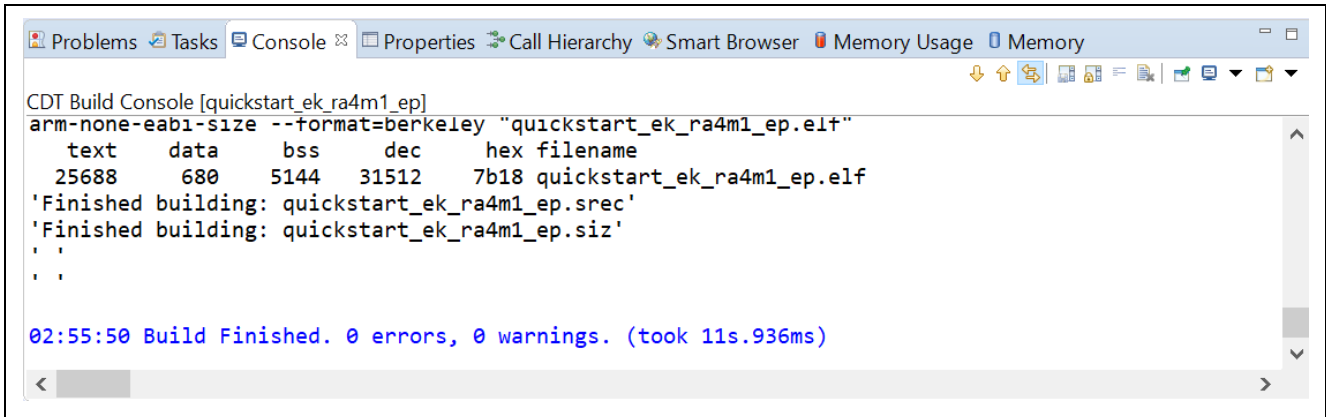 Problems Tasks Console Properties Call Hierarchy Smart Browser Memory Usage Memory
CDT Build Console [quickstart_ek_ra4m1_ep]
arm-none-eabi-size --format=berkeley "quickstart_ek_ra4m1_ep.elf"
text data bss dec hex filename
25688 680 5144 31512 7b18 quickstart_ek_ra4m1_ep.elf
'Finished building: quickstart_ek_ra4m1_ep.srec'
'Finished building: quickstart_ek_ra4m1_ep.siz'
' '
' '
02:55:50 Build Finished. 0 errors, 0 warnings. (took 11s.936ms)